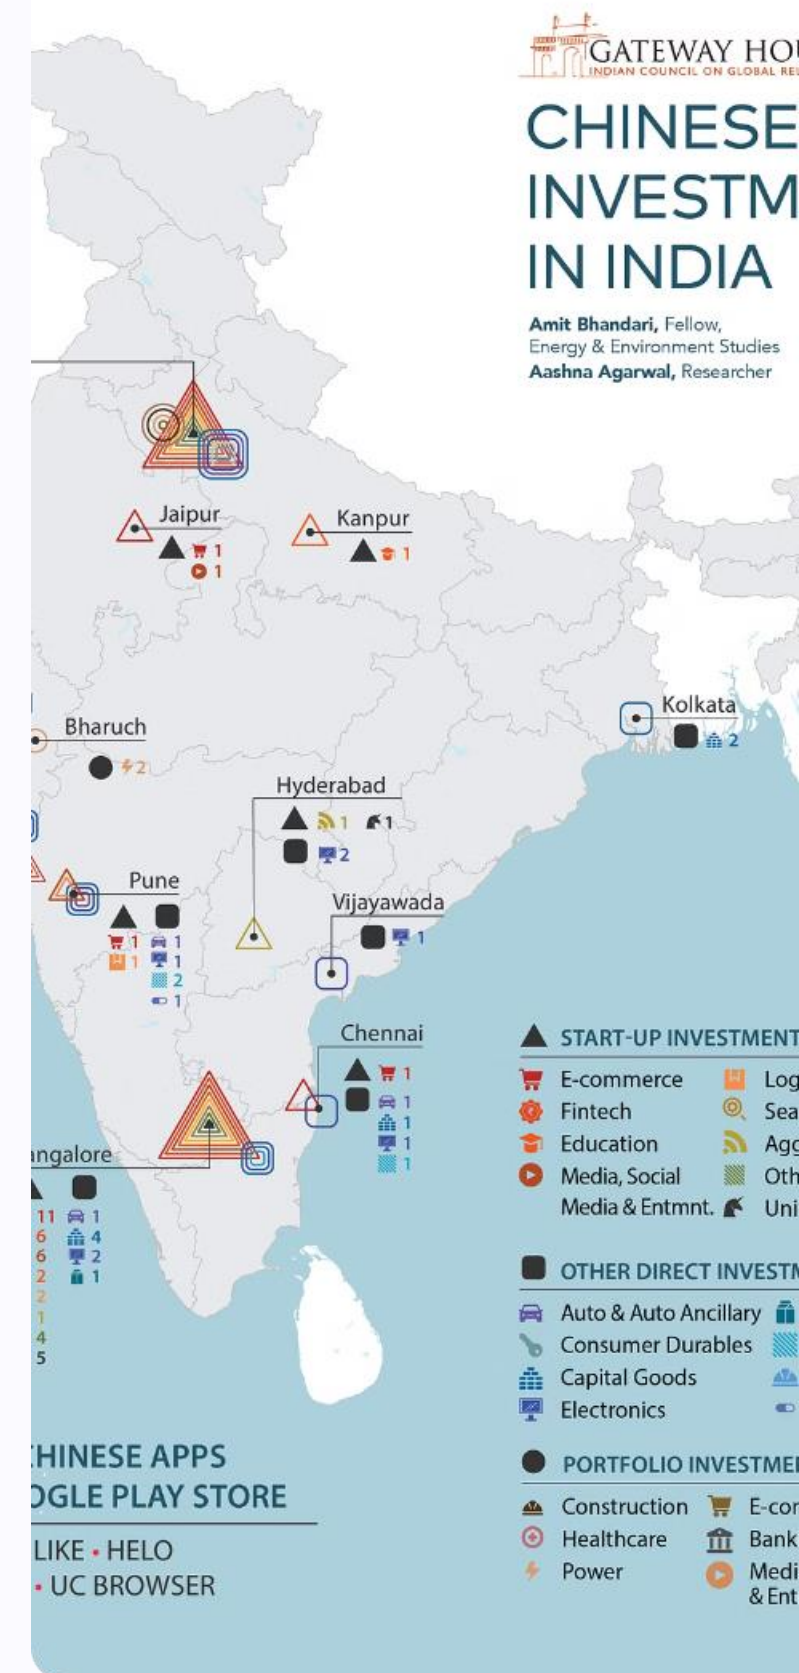 GATEWAY HOU
INDIAN COUNCIL ON GLOBAL REL
CHINESE
INVESTM
IN INDIA
Amit Bhandari, Fellow,
Energy & Environment Studies
Aashna Agarwal, Researcher
Jaipur
1
1
Kanpur
1
Kolkata
2
Bharuch
2
Hyderabad
1 1
2
Pune
1 1
1 1
2
1
Vijayawada
1
Chennai
1
1
1
1
1
angalore
11 1
6 4
6 2
2 1
2
1
4
5
START-UP INVESTMENT
E-commerce Log
Fintech Sea
Education Agg
Media, Social Oth
Media & Entmnt. Uni
OTHER DIRECT INVESTM
Auto & Auto Ancillary
Consumer Durables
Capital Goods
Electronics
PORTFOLIO INVESTMEN
Construction E-com
Healthcare Bank
Power Medi
& Ent
CHINESE APPS
OGLE PLAY STORE
LIKE • HELO
• UC BROWSER